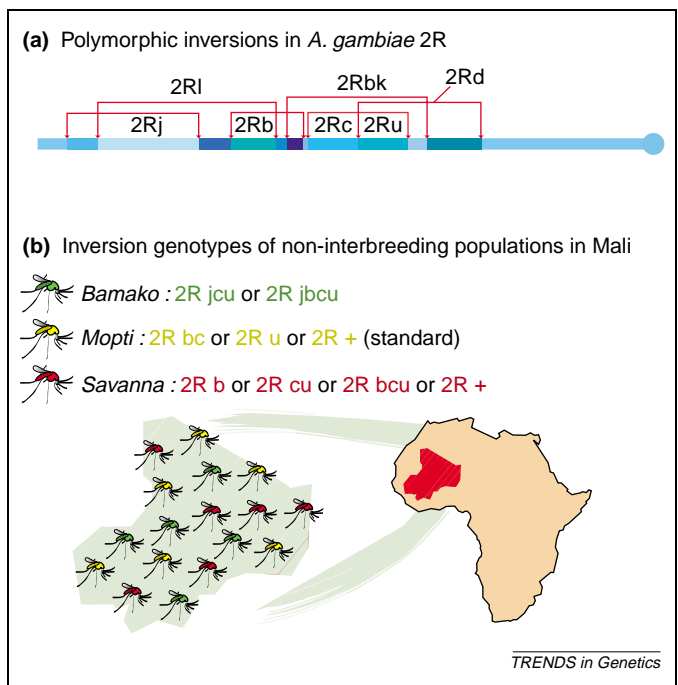 (a) Polymorphic inversions in A. gambiae 2R
2Rd
2Rl 2Rbk
2Rj 2Rb 2Rc 2Ru
(b) Inversion genotypes of non-interbreeding populations in Mali
Bamako : 2R jcu or 2R jbcu
Mopti : 2R bc or 2R u or 2R + (standard)
Savanna : 2R b or 2R cu or 2R bcu or 2R +
TRENDS in Genetics